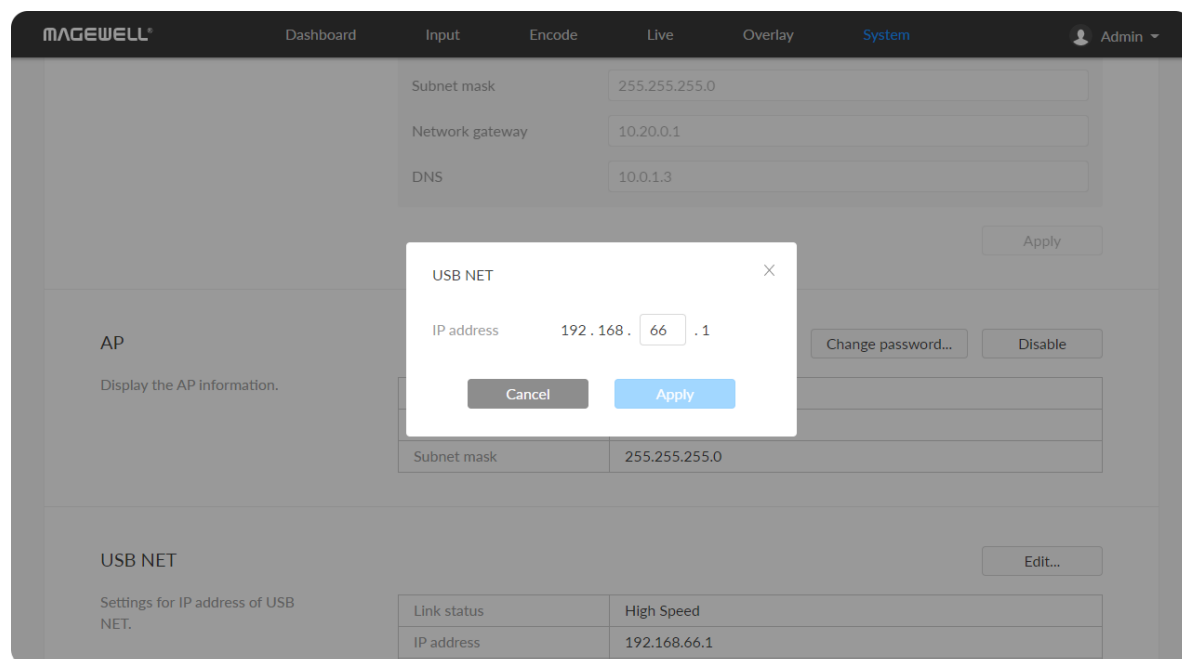 MAGEWELL® Dashboard Input Encode Live Overlay System Admin
Subnet mask 255.255.255.0
Network gateway 10.20.0.1
DNS 10.0.1.3
Apply
USB NET
IP address 192 . 168 . 66 . 1
Cancel Apply
AP Change password... Disable
Display the AP information.
Subnet mask 255.255.255.0
USB NET Edit...
Settings for IP address of USB
NET.
Link status High Speed
IP address 192.168.66.1